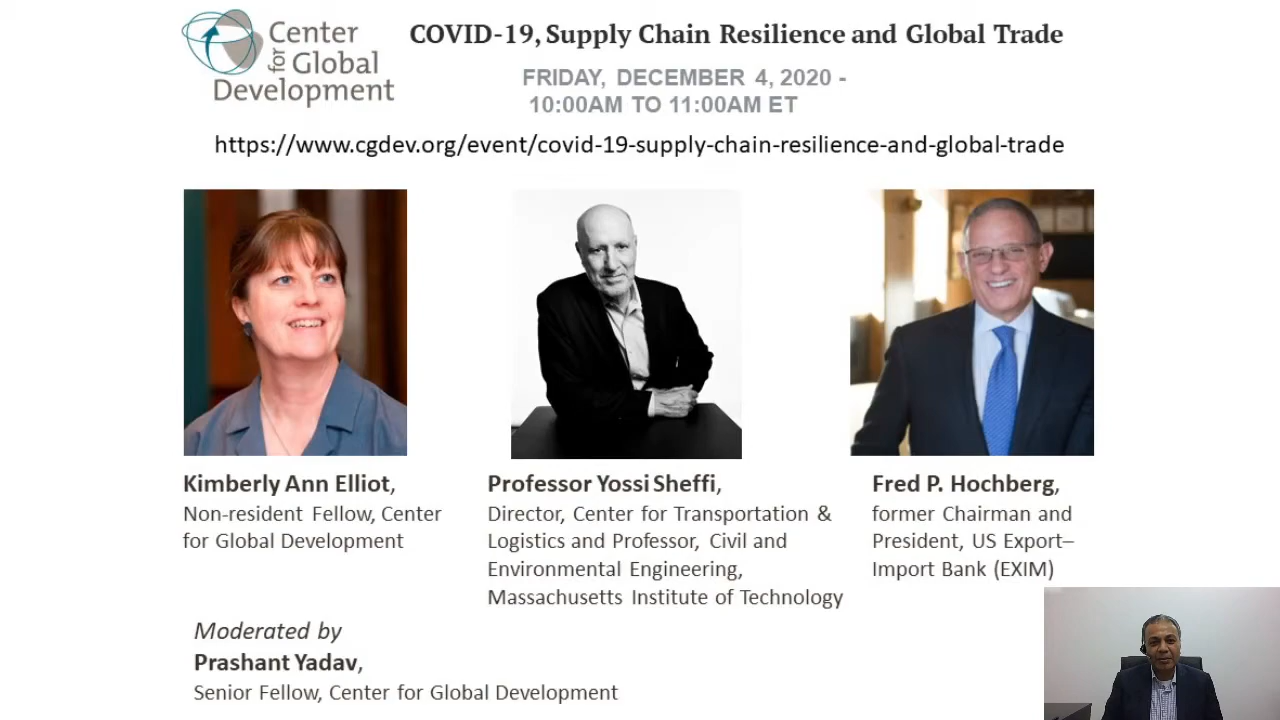 Center
for Global
Development
COVID-19, Supply Chain Resilience and Global Trade
FRIDAY, DECEMBER 4, 2020 -
10:00AM TO 11:00AM ET
https://www.cgdev.org/event/covid-19-supply-chain-resilience-and-global-trade
Kimberly Ann Elliot,
Non-resident Fellow, Center
for Global Development
Professor Yossi Sheffi,
Director, Center for Transportation &
Logistics and Professor, Civil and
Environmental Engineering,
Massachusetts Institute of Technology
Fred P. Hochberg,
former Chairman and
President, US Export–
Import Bank (EXIM)
Moderated by
Prashant Yadav,
Senior Fellow, Center for Global Development